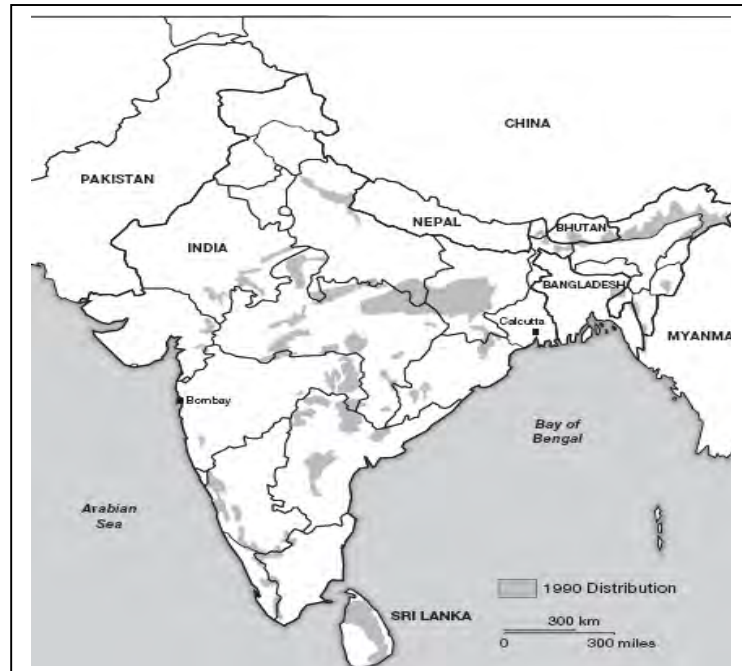 CHINA
PAKISTAN
NEPAL
BHUTAN
INDIA
BANGLADESH
Calcutta
MYANMA
Bombay
Bay of
Bengal
Arabian
Sea
1990 Distribution
SRI LANKA
300 km
0
300 miles